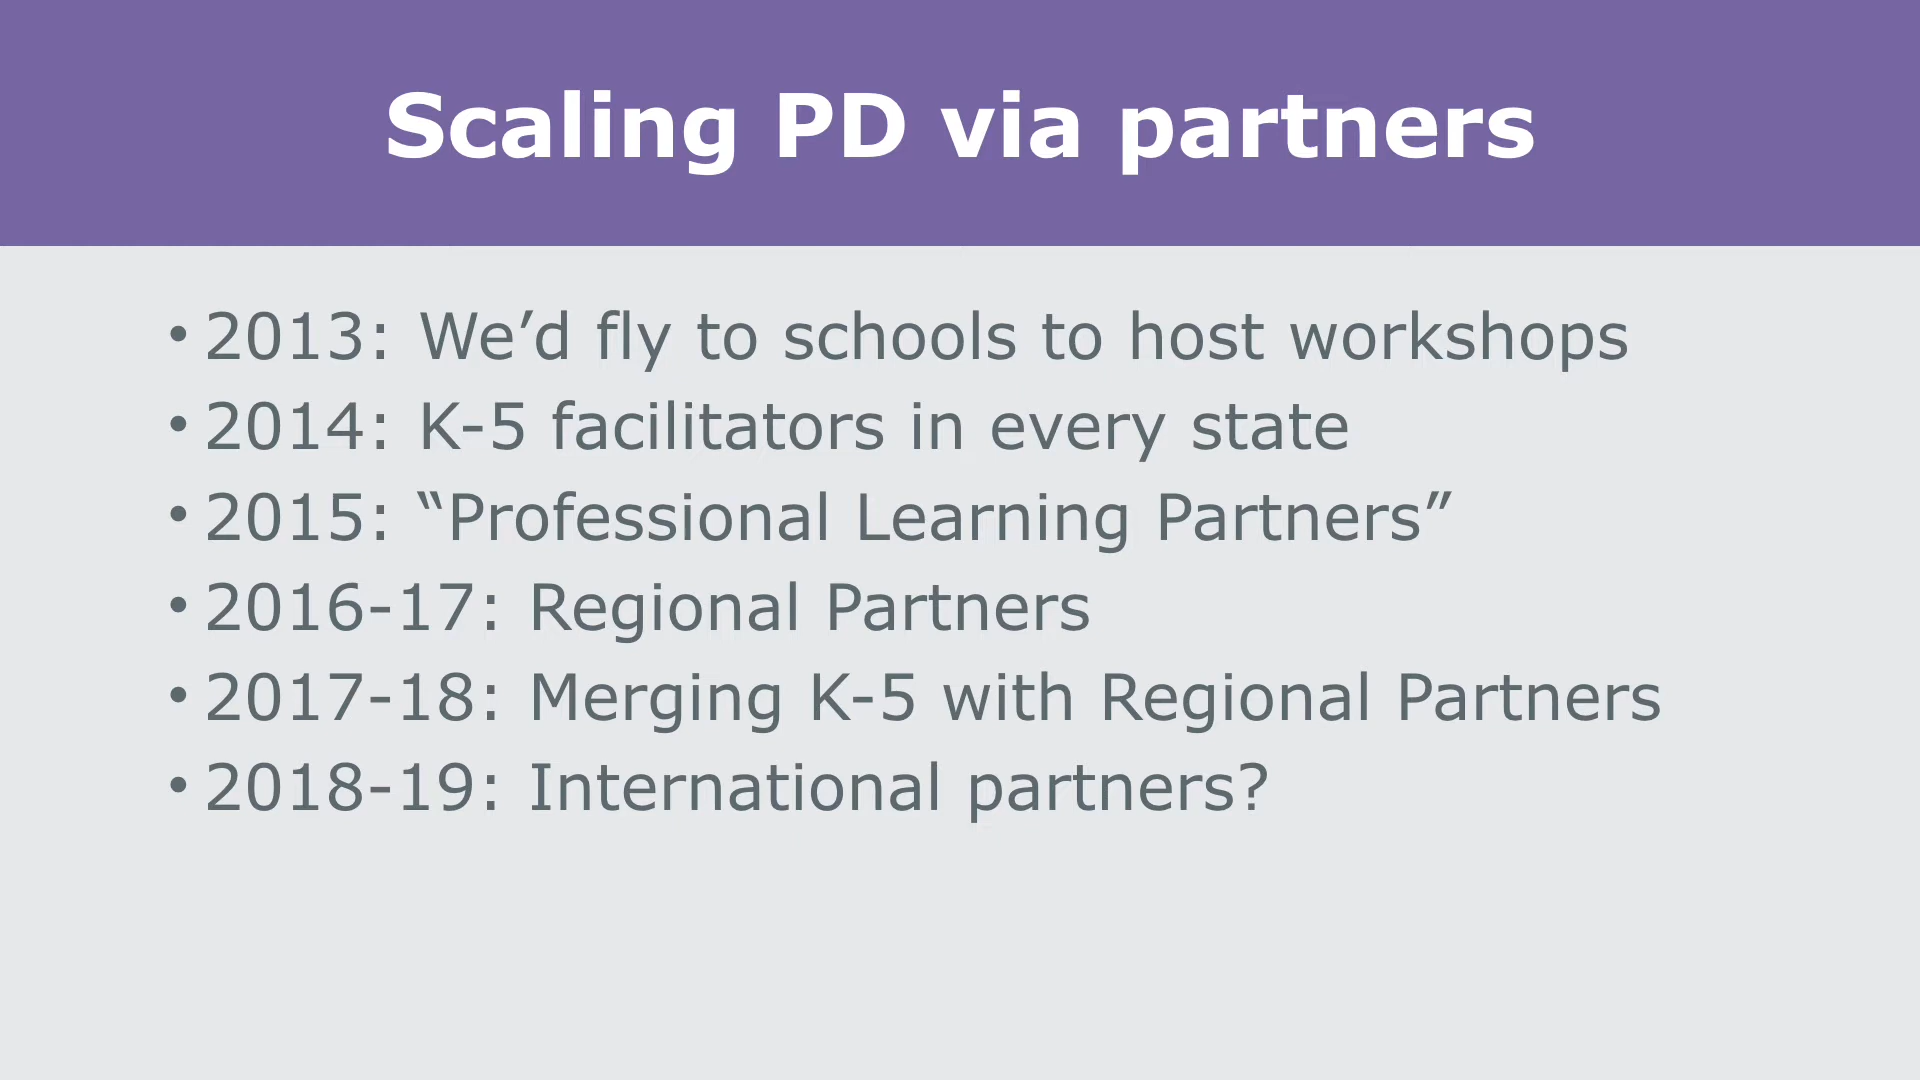 Scaling PD via partners
• 2013: We’d fly to schools to host workshops
• 2014: K-5 facilitators in every state
• 2015: “Professional Learning Partners”
• 2016-17: Regional Partners
• 2017-18: Merging K-5 with Regional Partners
• 2018-19: International partners?